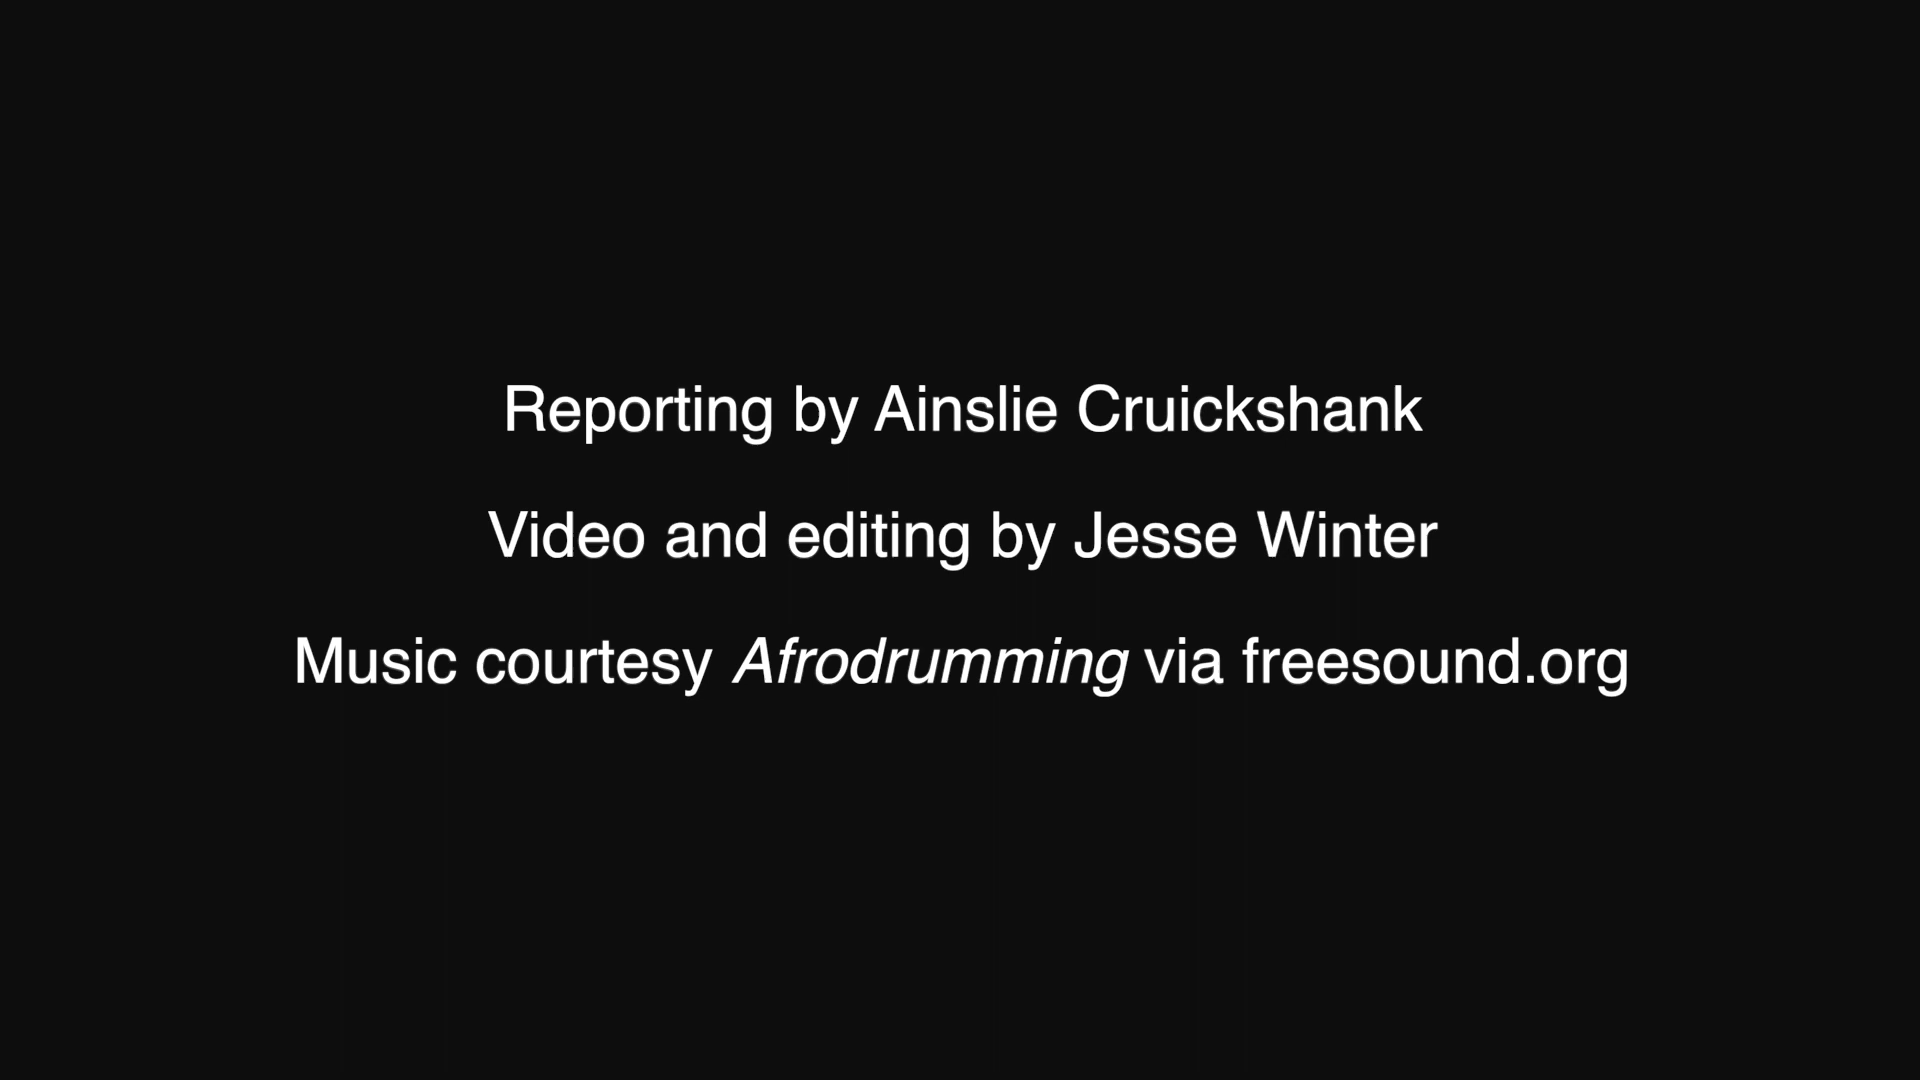 Reporting by Ainslie Cruickshank
Video and editing by Jesse Winter
Music courtesy Afrodrumming via freesound.org